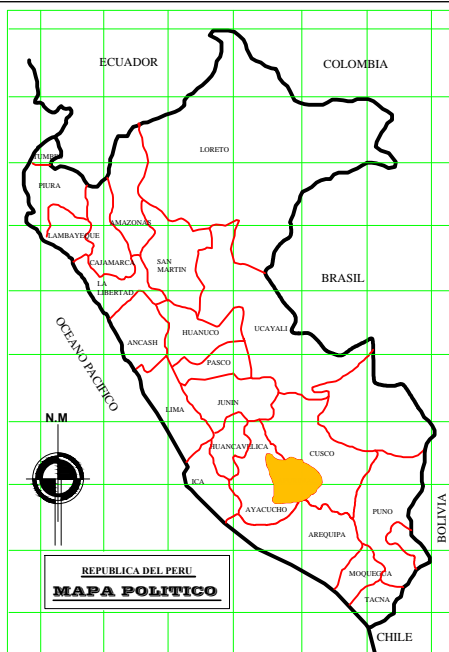 ECUADOR
COLOMBIA
LORETO
TUMBES
PIURA
AMAZONAS
LAMBAYEQUE
CAJAMARCA
SAN
MARTIN
LA
LIBERTAD
BRASIL
OCEANO PACIFICO
HUANUCO
UCAYALI
ANCASH
PASCO
LIMA
JUNIN
N.M
HUANCAVELICA
CUSCO
ICA
AYACUCHO
PUNO
BOLIVIA
AREQUIPA
MOQUEGUA
TACNA
REPUBLICA DEL PERU
MAPA POLITICO
CHILE